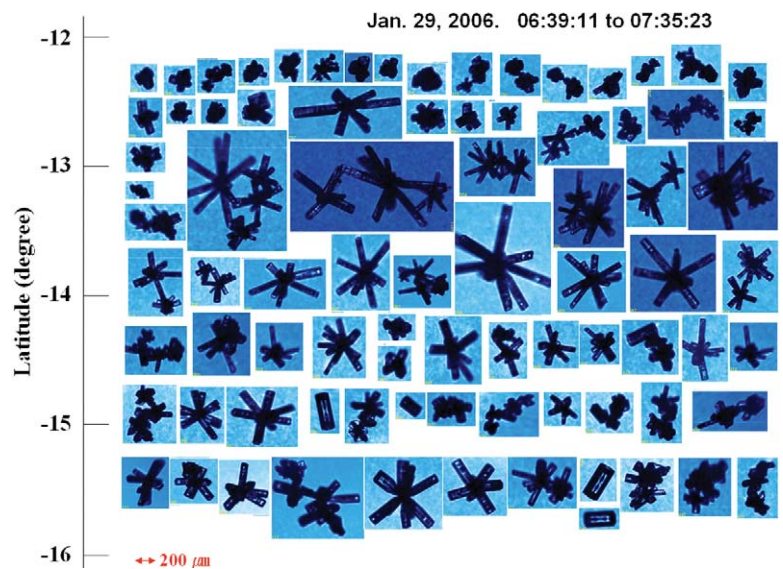 Jan. 29, 2006. 06:39:11 to 07:35:23
-12
-13
-14
-15
-16
Latitude (degree)
200 μm